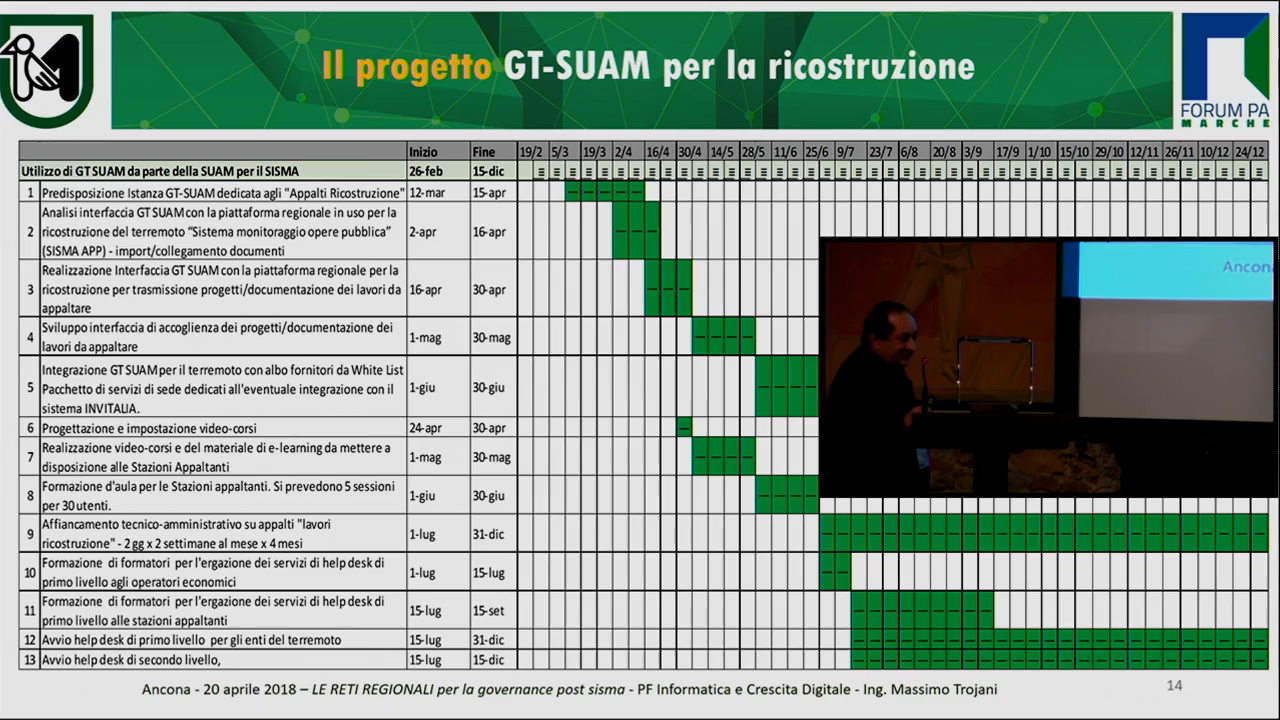 Il progetto GT-SUAM per la ricostruzione
FORUM PA
MARCHE
Inizio Fine 19/2 5/3 19/3 2/4 16/4 30/4 14/5 28/5 11/6 25/6 9/7 23/7 6/8 20/8 3/9 17/9 1/10 15/10 29/10 12/11 26/11 10/12 24/12
Utilizo di GT SUAM da parte della SUAM per il SISMA 26-feb 15-dic
1 Predisposizione Istanza GT-SUAM dedicata agli "Appalti Ricostruzione" 12-mar 15-apr
Analisi interfaccia GT SUAM con la piattaforma regionale in uso per la
2 ricostruzione del terremoto “Sistema monitoraggio opere pubblica” 2-apr 16-apr
(SISMA APP) - import/collegamento documenti
Realizzazione Interfaccia GT SUAM con la piattaforma regionale per la
3 ricostruzione per trasmissione progetti/documentazione dei lavori da 16-apr 30-apr
appaltare
4 Sviluppo interfaccia di accoglienza dei progetti/documentazione dei 1-mag 30-mag
lavori da appaltare
Integrazione GT SUAM per il terremoto con albo fornitori da White List
5 Pacchetto di servizi di sede dedicati all'eventuale integrazione con il 1-giu 30-giu
sistema INVITALIA.
6 Progettazione e impostazione video-corsi 24-apr 30-apr
7 Realizzazione video-corsi e del materiale di e-learning da mettere a 1-mag 30-mag
disposizione alle Stazioni Appaltanti
8 Formazione d'aula per le Stazioni appaltanti. Si prevedono 5 sessioni 1-giu 30-giu
per 30 utenti.
9 Affiancamento tecnico-amministrativo su appalti "lavori 1-lug 31-dic
ricostruzione" - 2 gg x 2 settimane al mese x 4 mesi
10 Formazione di formatori per l'ergazione dei servizi di help desk di 1-lug 15-lug
primo livello agli operatori economici
11 Formazione di formatori per l'ergazione dei servizi di help desk di 15-lug 15-set
primo livello alle stazioni appaltanti
12 Avvio help desk di primo livello per gli enti del terremoto 15-lug 31-dic
13 Avvio help desk di secondo livello, 15-lug 15-dic
Ancona
Ancona - 20 aprile 2018 – LE RETI REGIONALI per la governance post sisma - PF Informatica e Crescita Digitale - Ing. Massimo Trojani
14